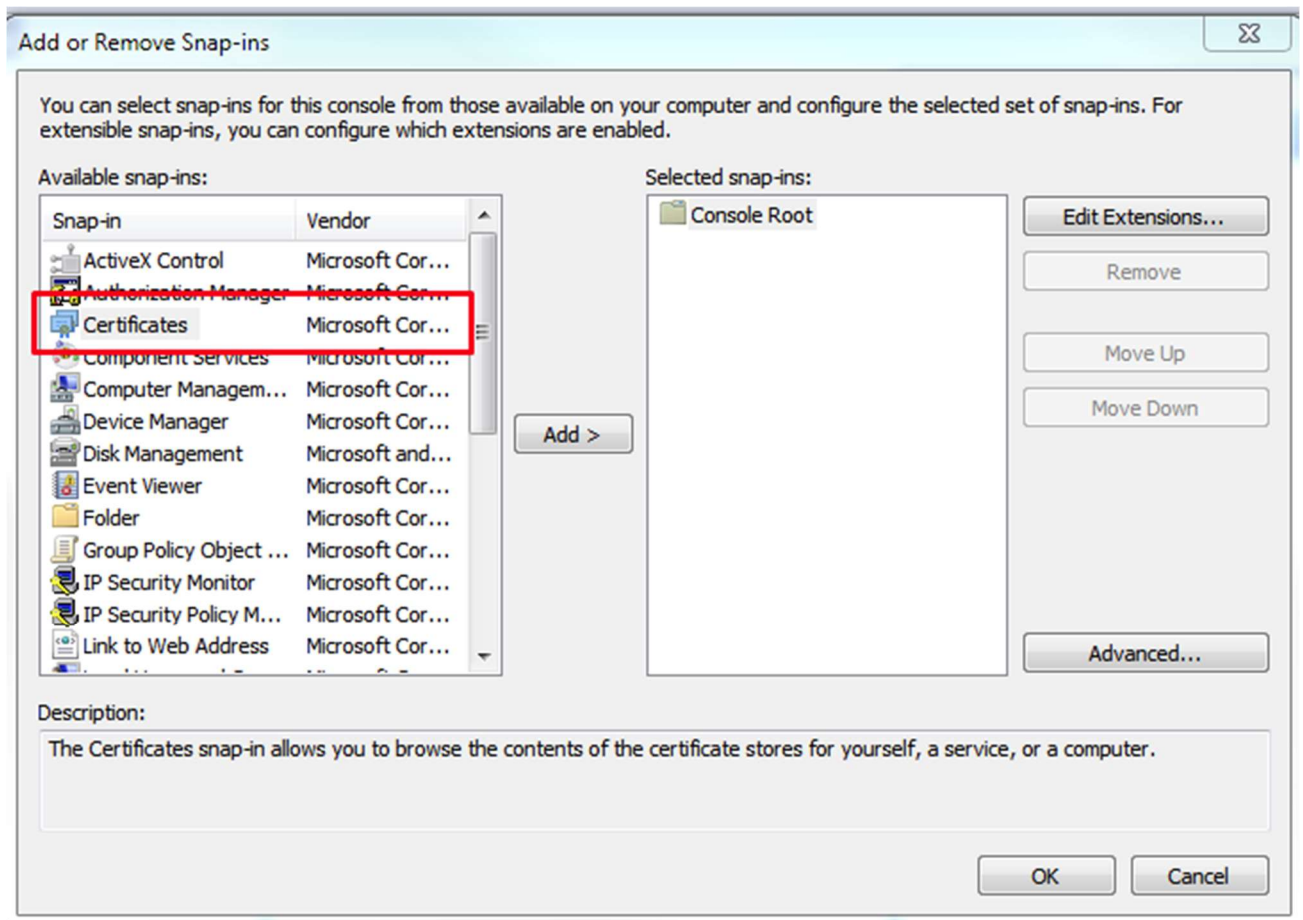 Add or Remove Snap-ins
You can select snap-ins for this console from those available on your computer and configure the selected set of snap-ins. For
extensible snap-ins, you can configure which extensions are enabled.
Available snap-ins:
Snap-in Vendor
ActiveX Control Microsoft Cor...
Authorization Manager Microsoft Cor...
Certificates Microsoft Cor...
Component Services Microsoft Cor...
Computer Managem... Microsoft Cor...
Device Manager Microsoft Cor...
Disk Management Microsoft and...
Event Viewer Microsoft Cor...
Folder Microsoft Cor...
Group Policy Object ... Microsoft Cor...
IP Security Monitor Microsoft Cor...
IP Security Policy M... Microsoft Cor...
Link to Web Address Microsoft Cor...
Add >
Selected snap-ins:
Console Root
Edit Extensions...
Remove
Move Up
Move Down
Advanced...
Description:
The Certificates snap-in allows you to browse the contents of the certificate stores for yourself, a service, or a computer.
OK
Cancel